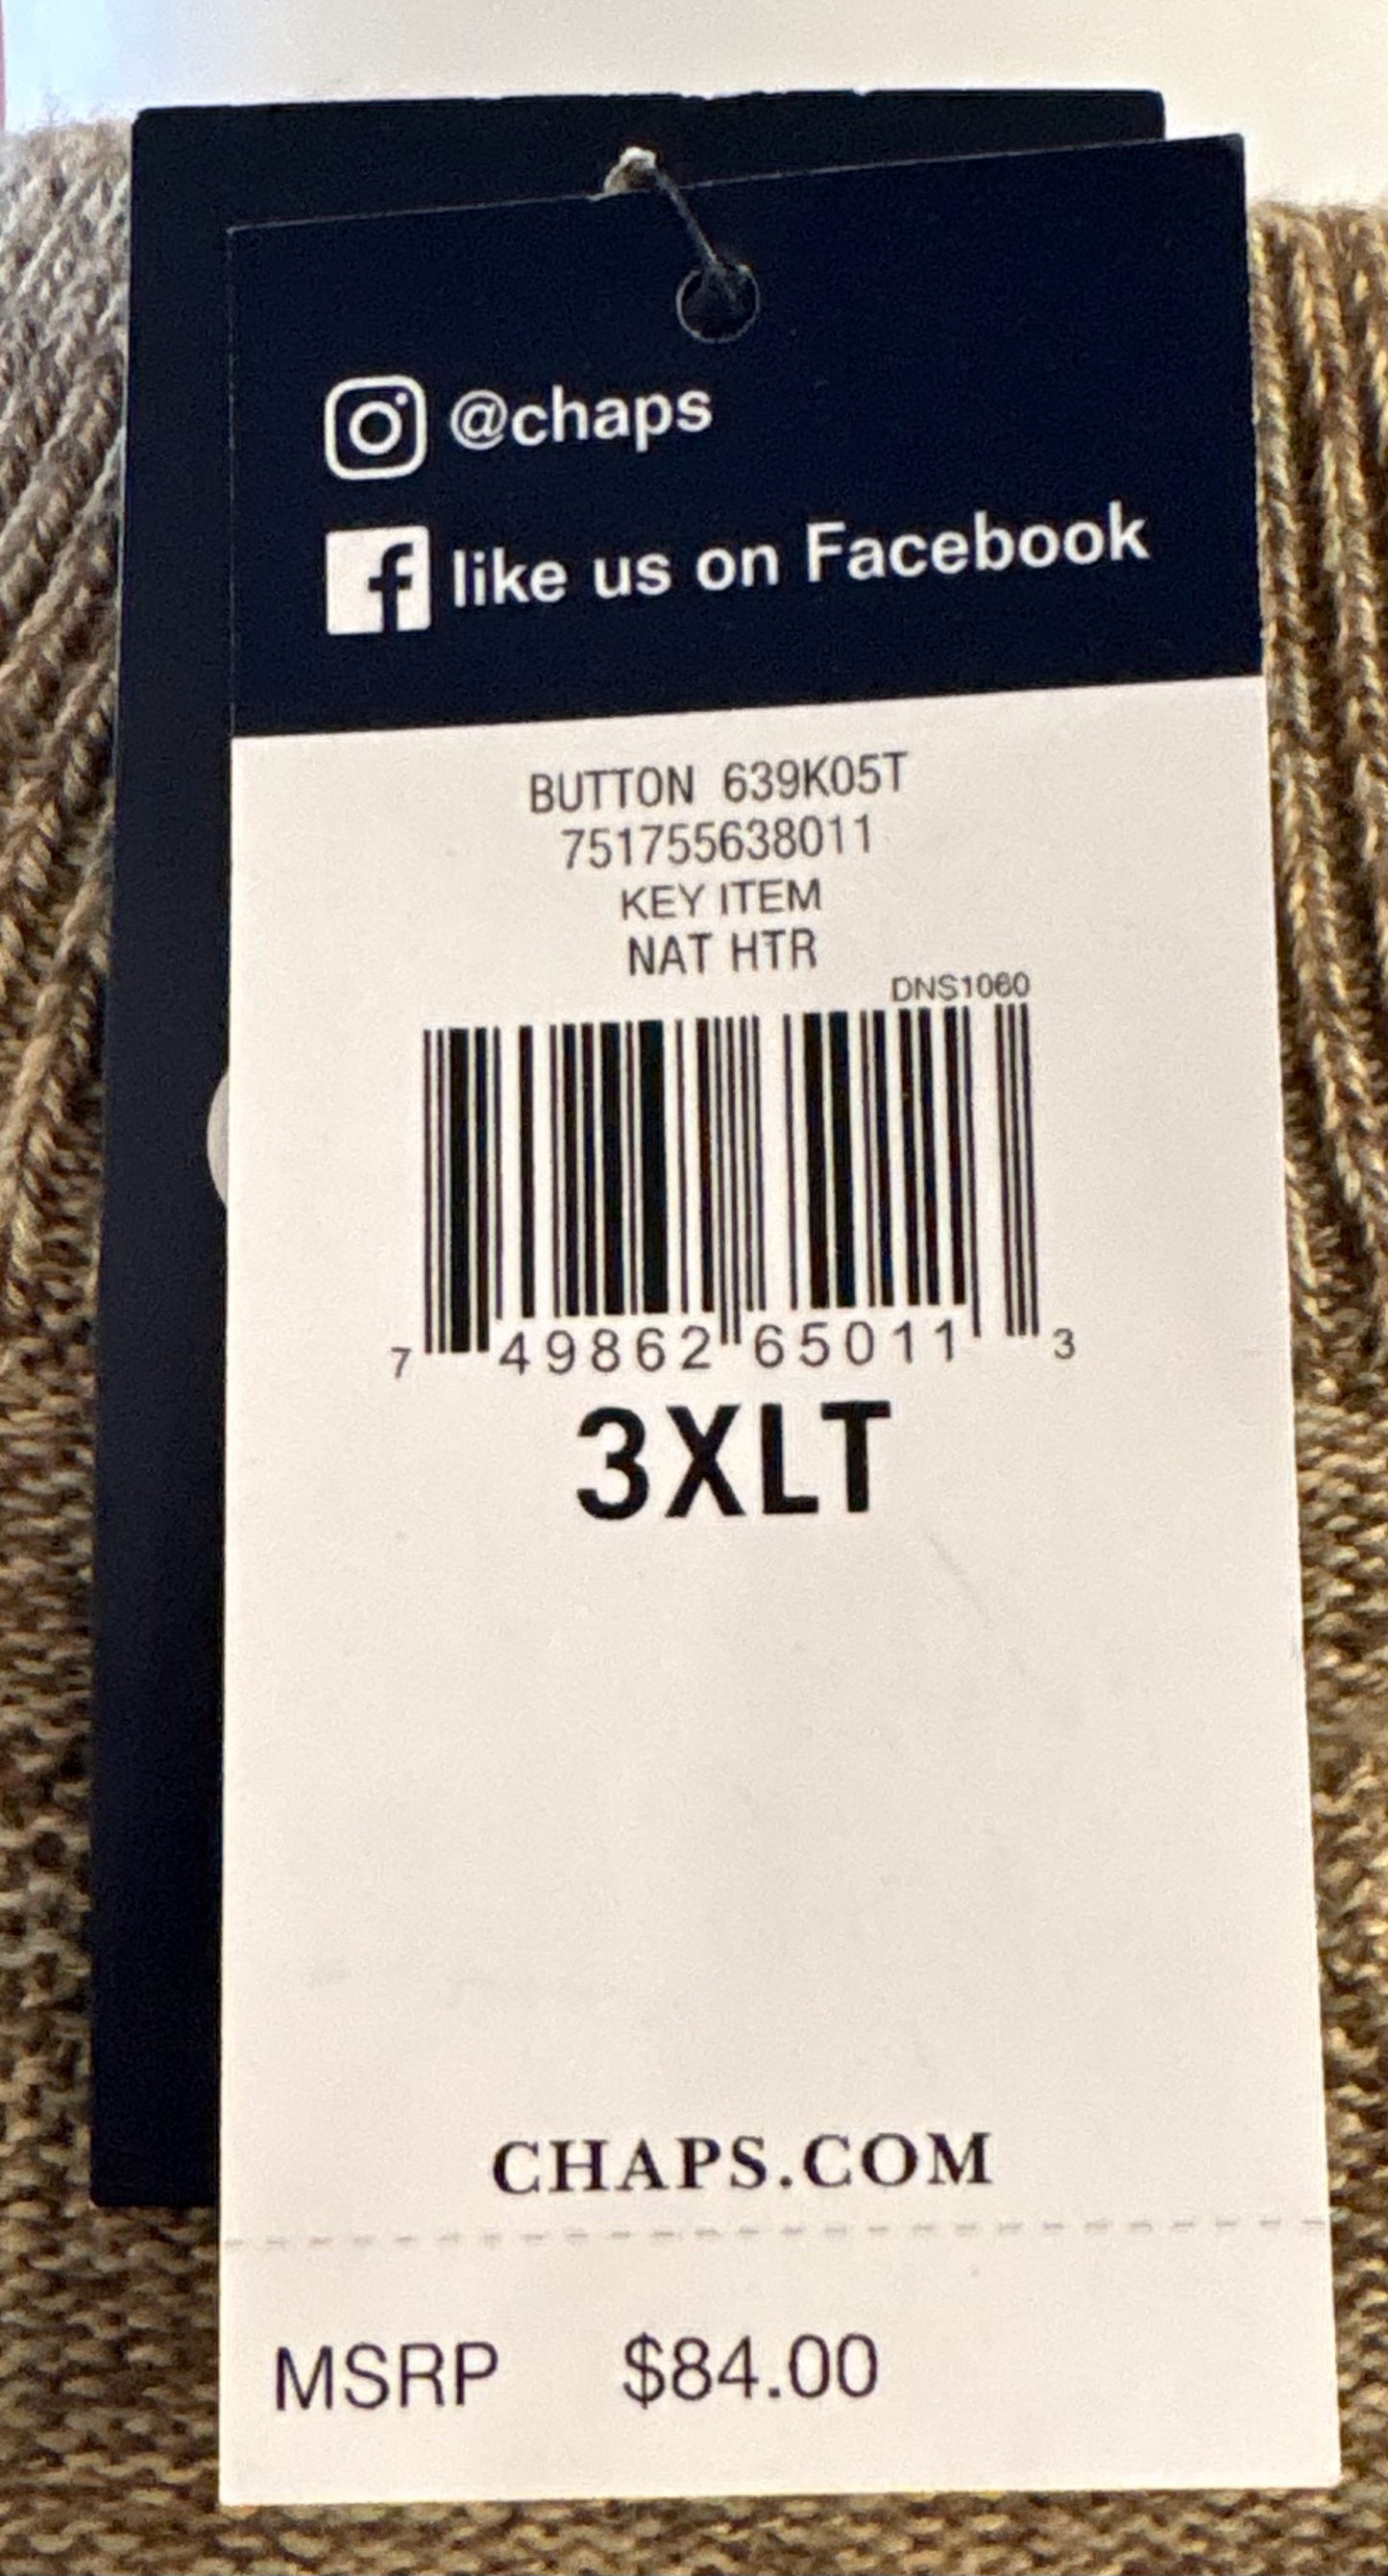 @chaps
like us on Facebook
BUTTON 639K05T
751755638011
KEY ITEM
NAT HTR
DNS1060
7 49862 65011 3
3XLT
CHAPS.COM
MSRP $84.00